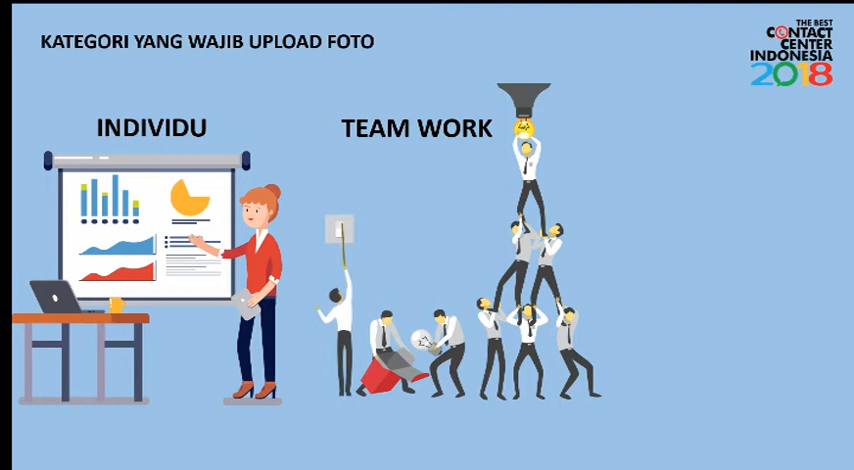 KATEGORI YANG WAJIB UPLOAD FOTO
THE BEST
CONTACT
CENTER
INDONESIA
2018
INDIVIDU
TEAM WORK